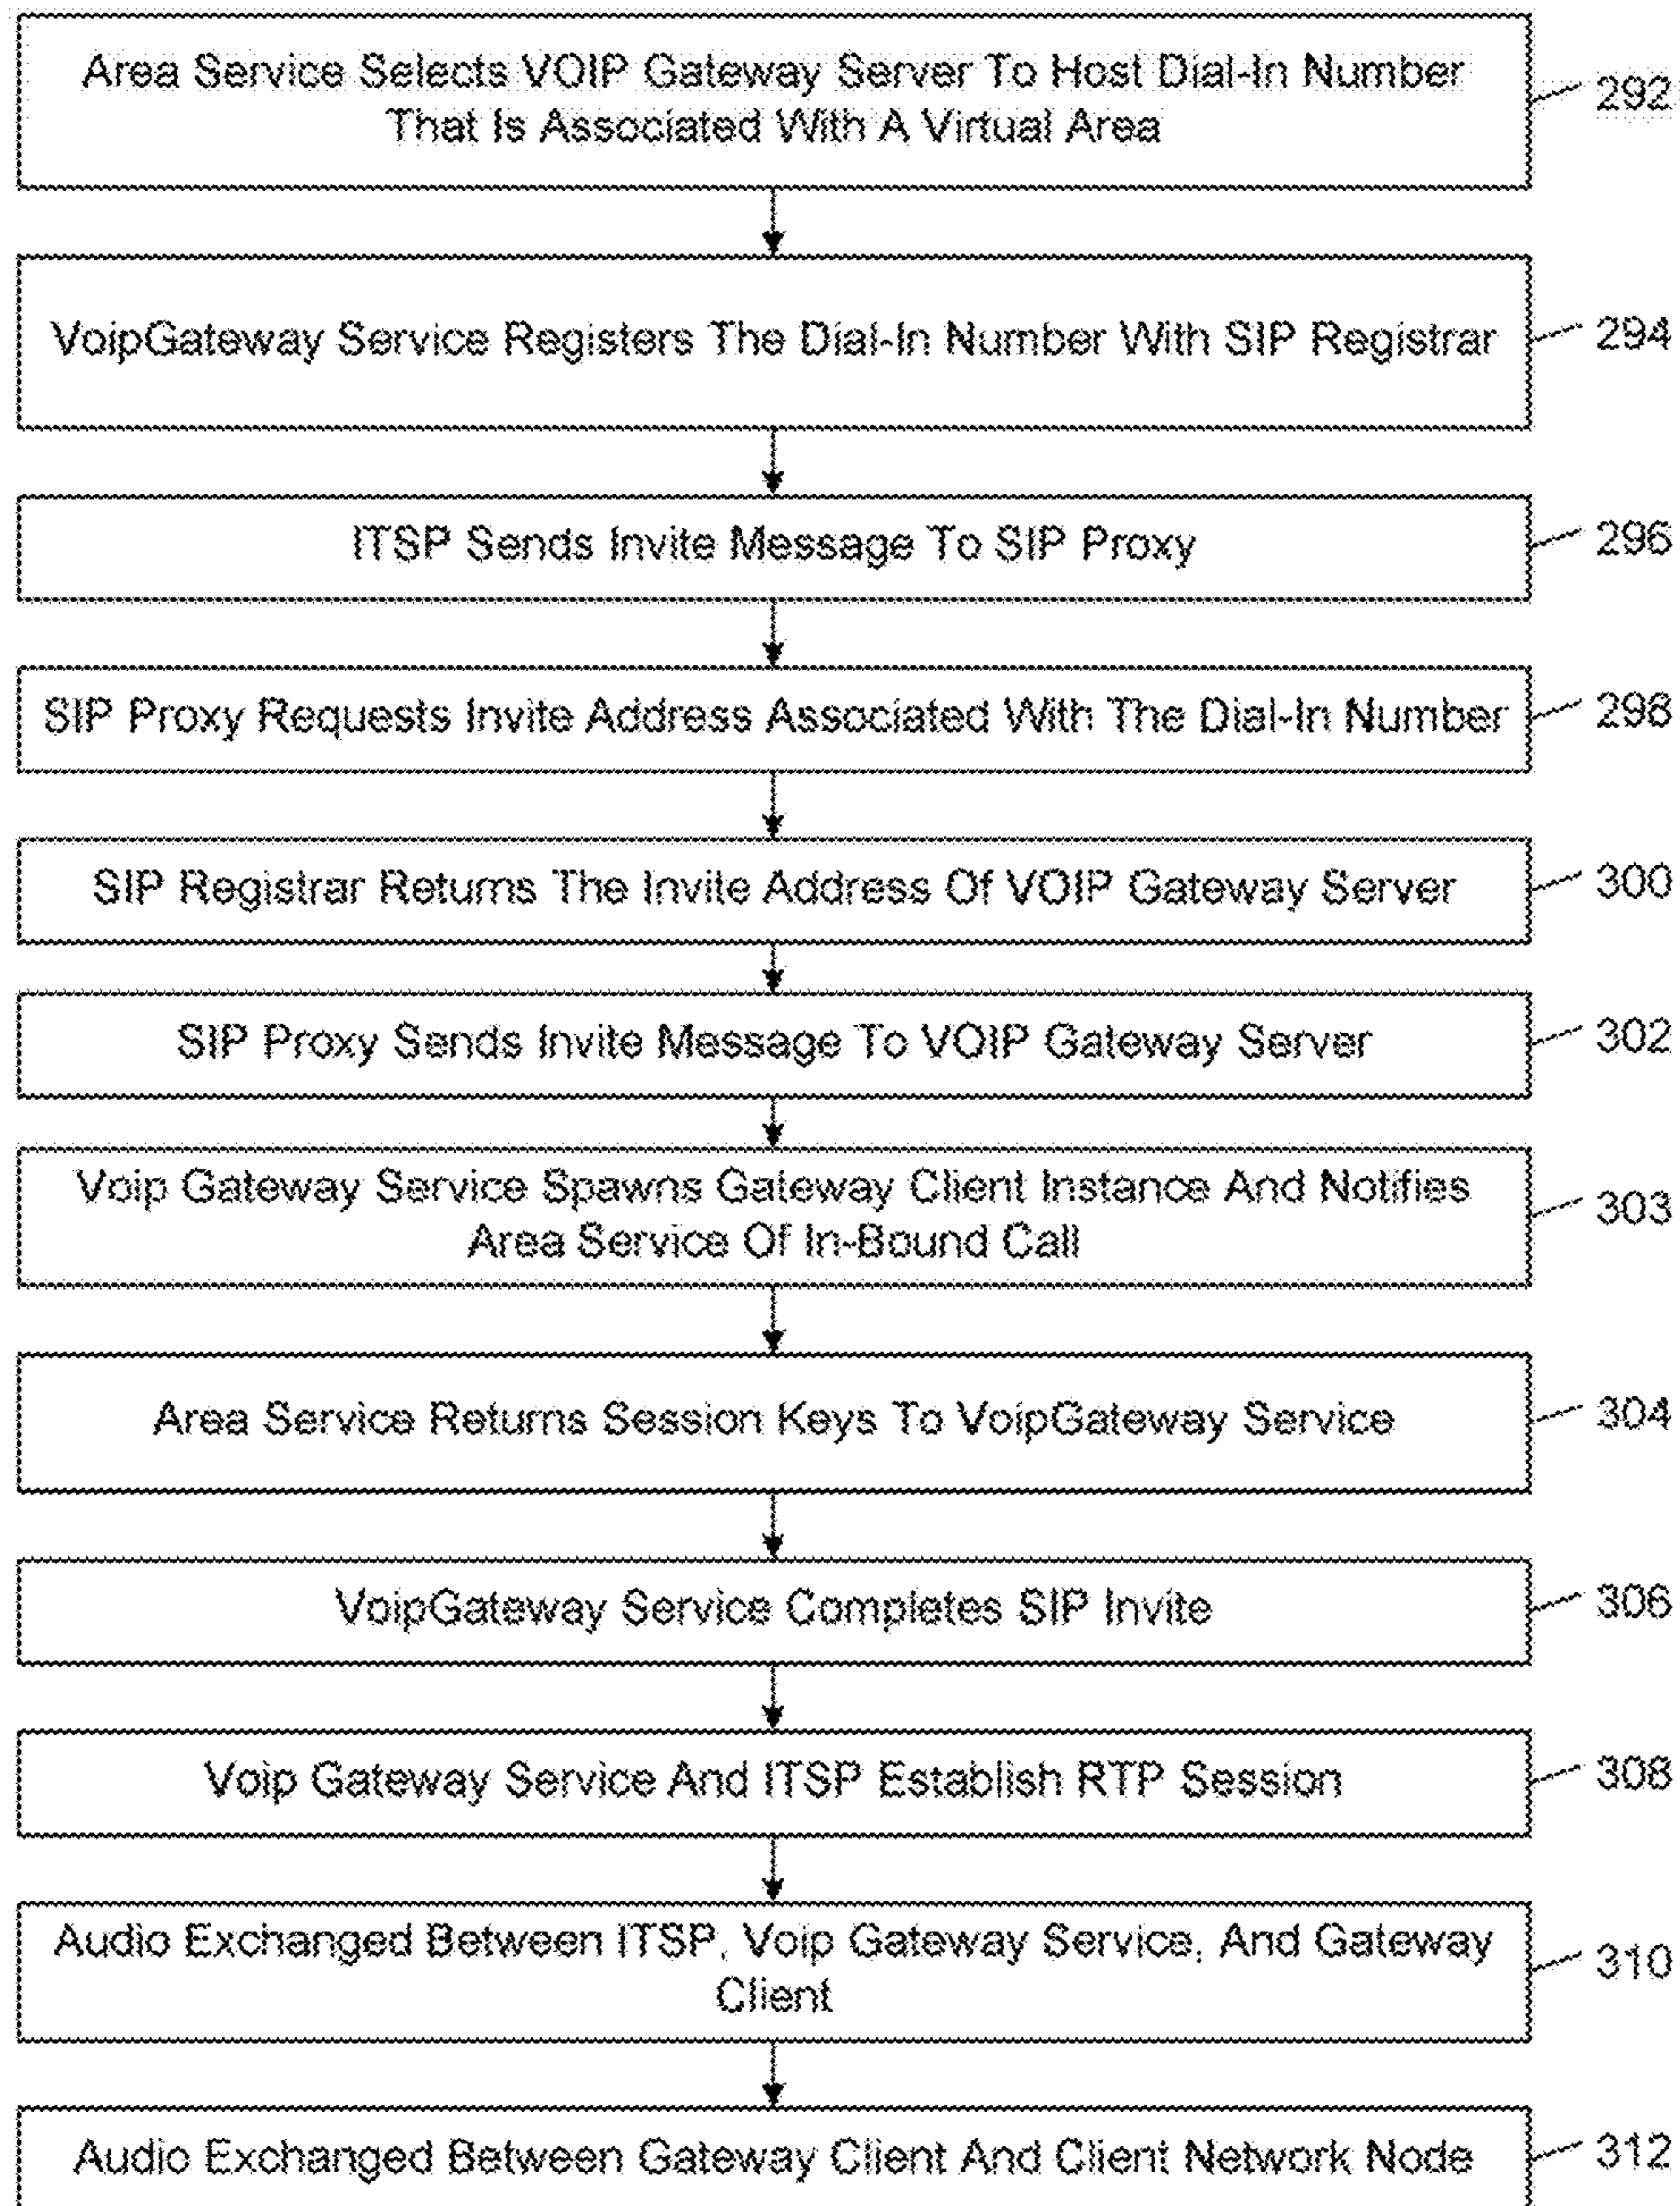 Area Service Selects VOIP Gateway Server To Host Dial-In Number
That Is Associated With A Virtual Area
292
VoipGateway Service Registers The Dial-In Number With SIP Registrar
294
ITSP Sends Invite Message To SIP Proxy
296
SIP Proxy Requests Invite Address Associated With The Dial-In Number
298
SIP Registrar Returns The Invite Address Of VOIP Gateway Server
300
SIP Proxy Sends Invite Message To VOIP Gateway Server
302
Voip Gateway Service Spawns Gateway Client Instance And Notifies
Area Service Of In-Bound Call
303
Area Service Returns Session Keys To VoipGateway Service
304
VoipGateway Service Completes SIP Invite
306
Voip Gateway Service And ITSP Establish RTP Session
308
Audio Exchanged Between ITSP, Voip Gateway Service, And Gateway
Client
310
Audio Exchanged Between Gateway Client And Client Network Node
312